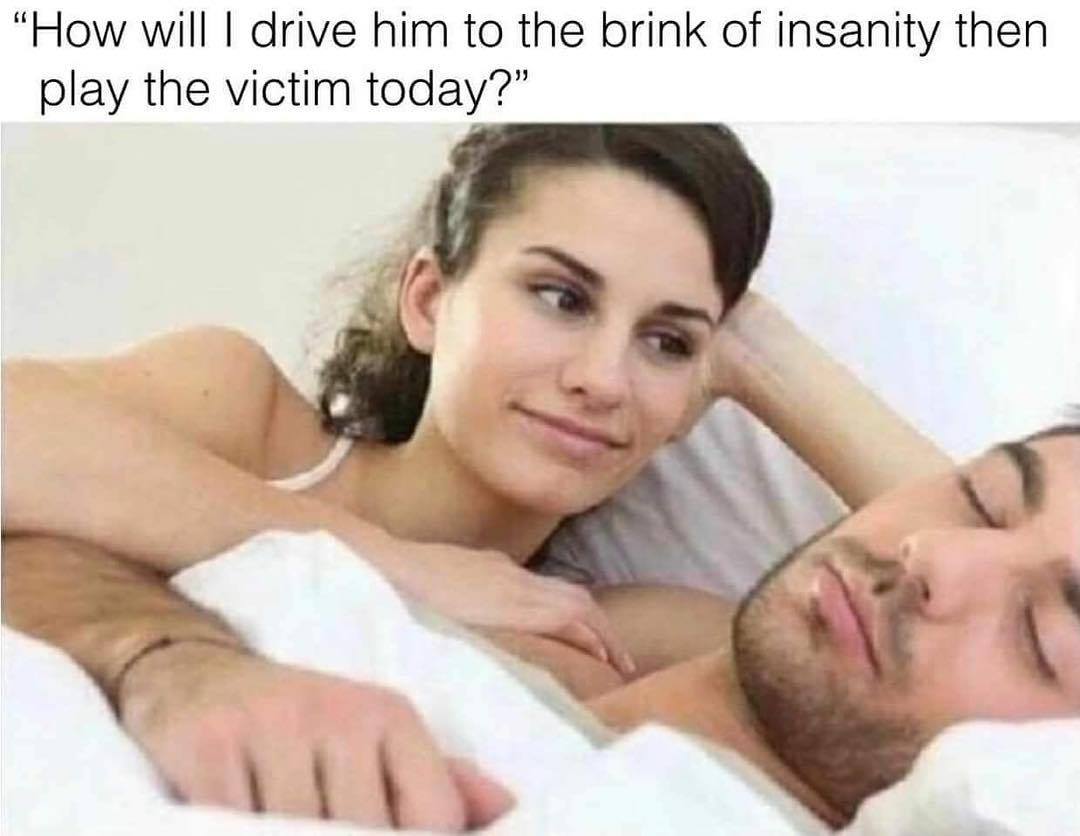 “How will I drive him to the brink of insanity then
play the victim today?”